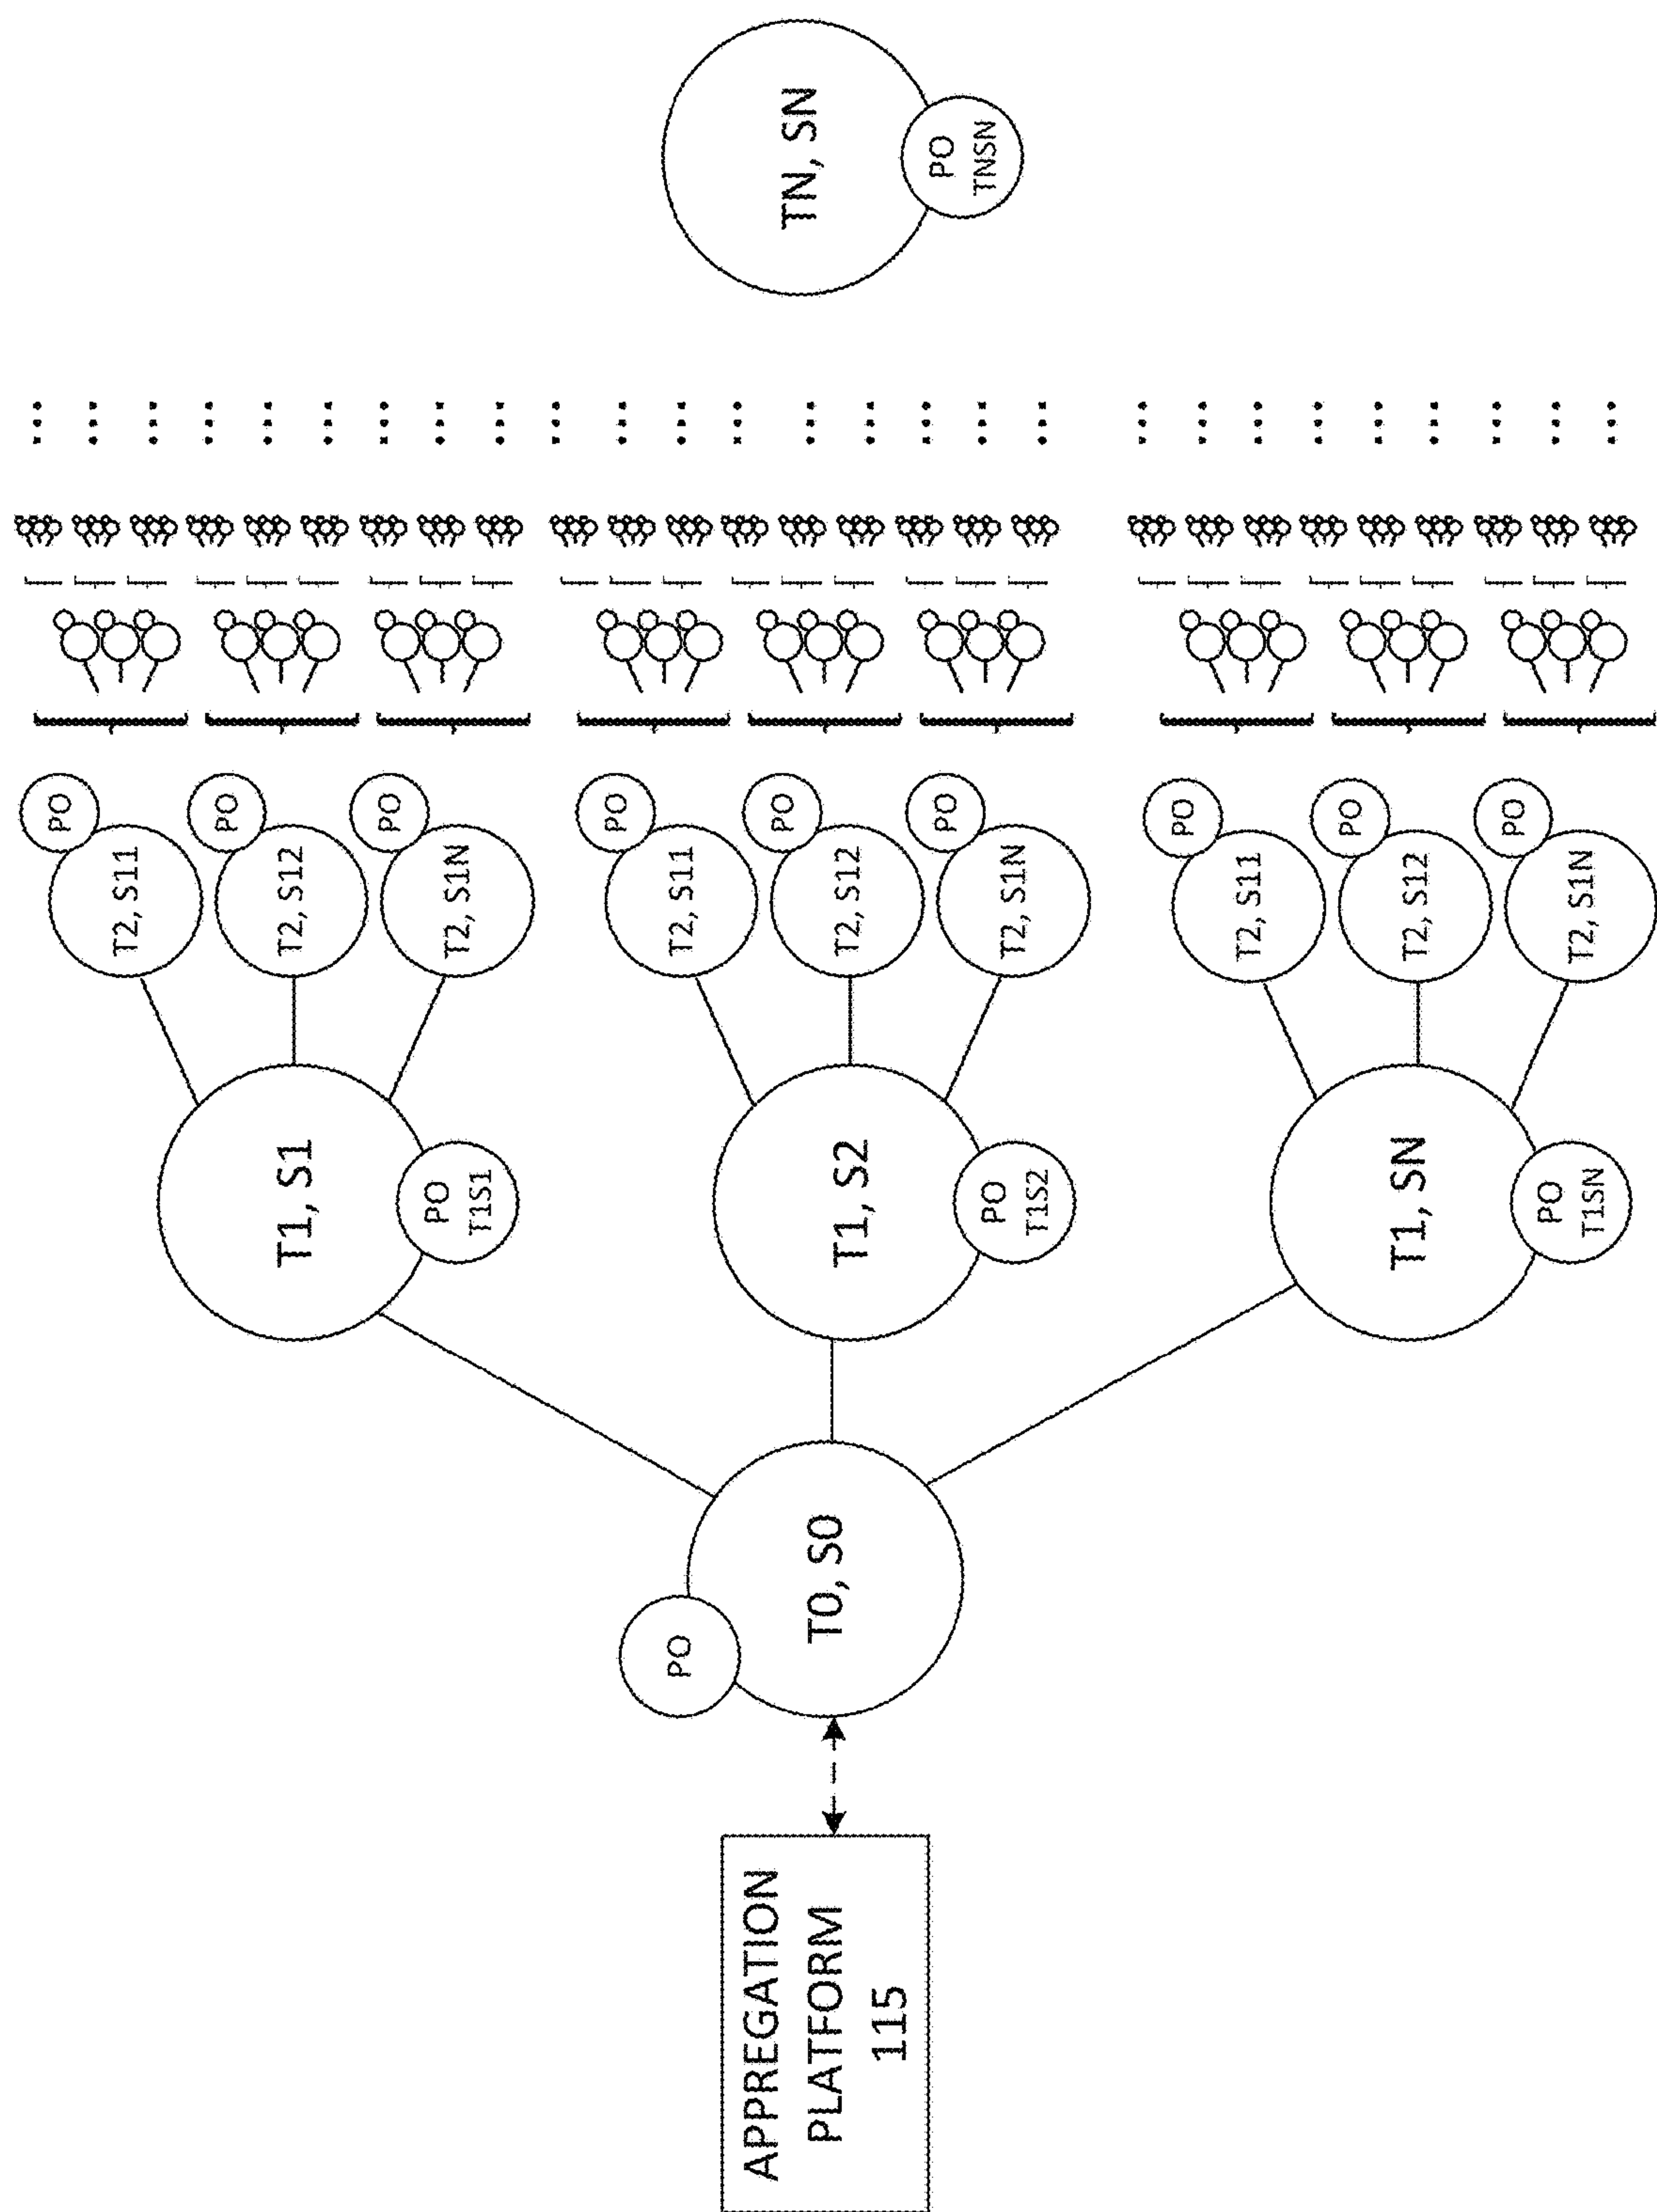 APPREGATION
PLATFORM
115
PO
T0, S0
T1, S1
PO
T1S1
T1, S2
PO
T1S2
T1, SN
PO
T1SN
PO
T2, S11
PO
T2, S12
PO
T2, S1N
PO
T2, S11
PO
T2, S12
PO
T2, S1N
PO
T2, S11
PO
T2, S12
PO
T2, S1N
TN, SN
PO
TNSN